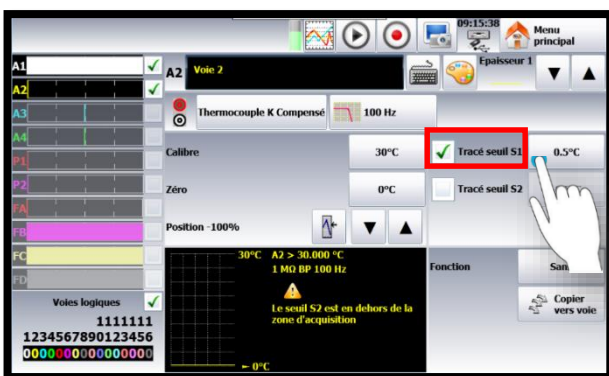 09:15:38
Menu
principal
A1
A2
A3
A4
P1
P2
FA
FB
FC
FD
A2 Voie 2
Epaisseur 1
Thermocouple K Compensé
100 Hz
Calibre
30°C
Tracé seuil S1
0.5°C
Zéro
0°C
Tracé seuil S2
Position -100%
30°C A2 > 30.000 °C
1 MΩ BP 100 Hz
Le seuil S2 est en dehors de la
zone d'acquisition
0°C
Fonction
Copier
vers voie
Voies logiques
1111111
1234567890123456
0000000000000000